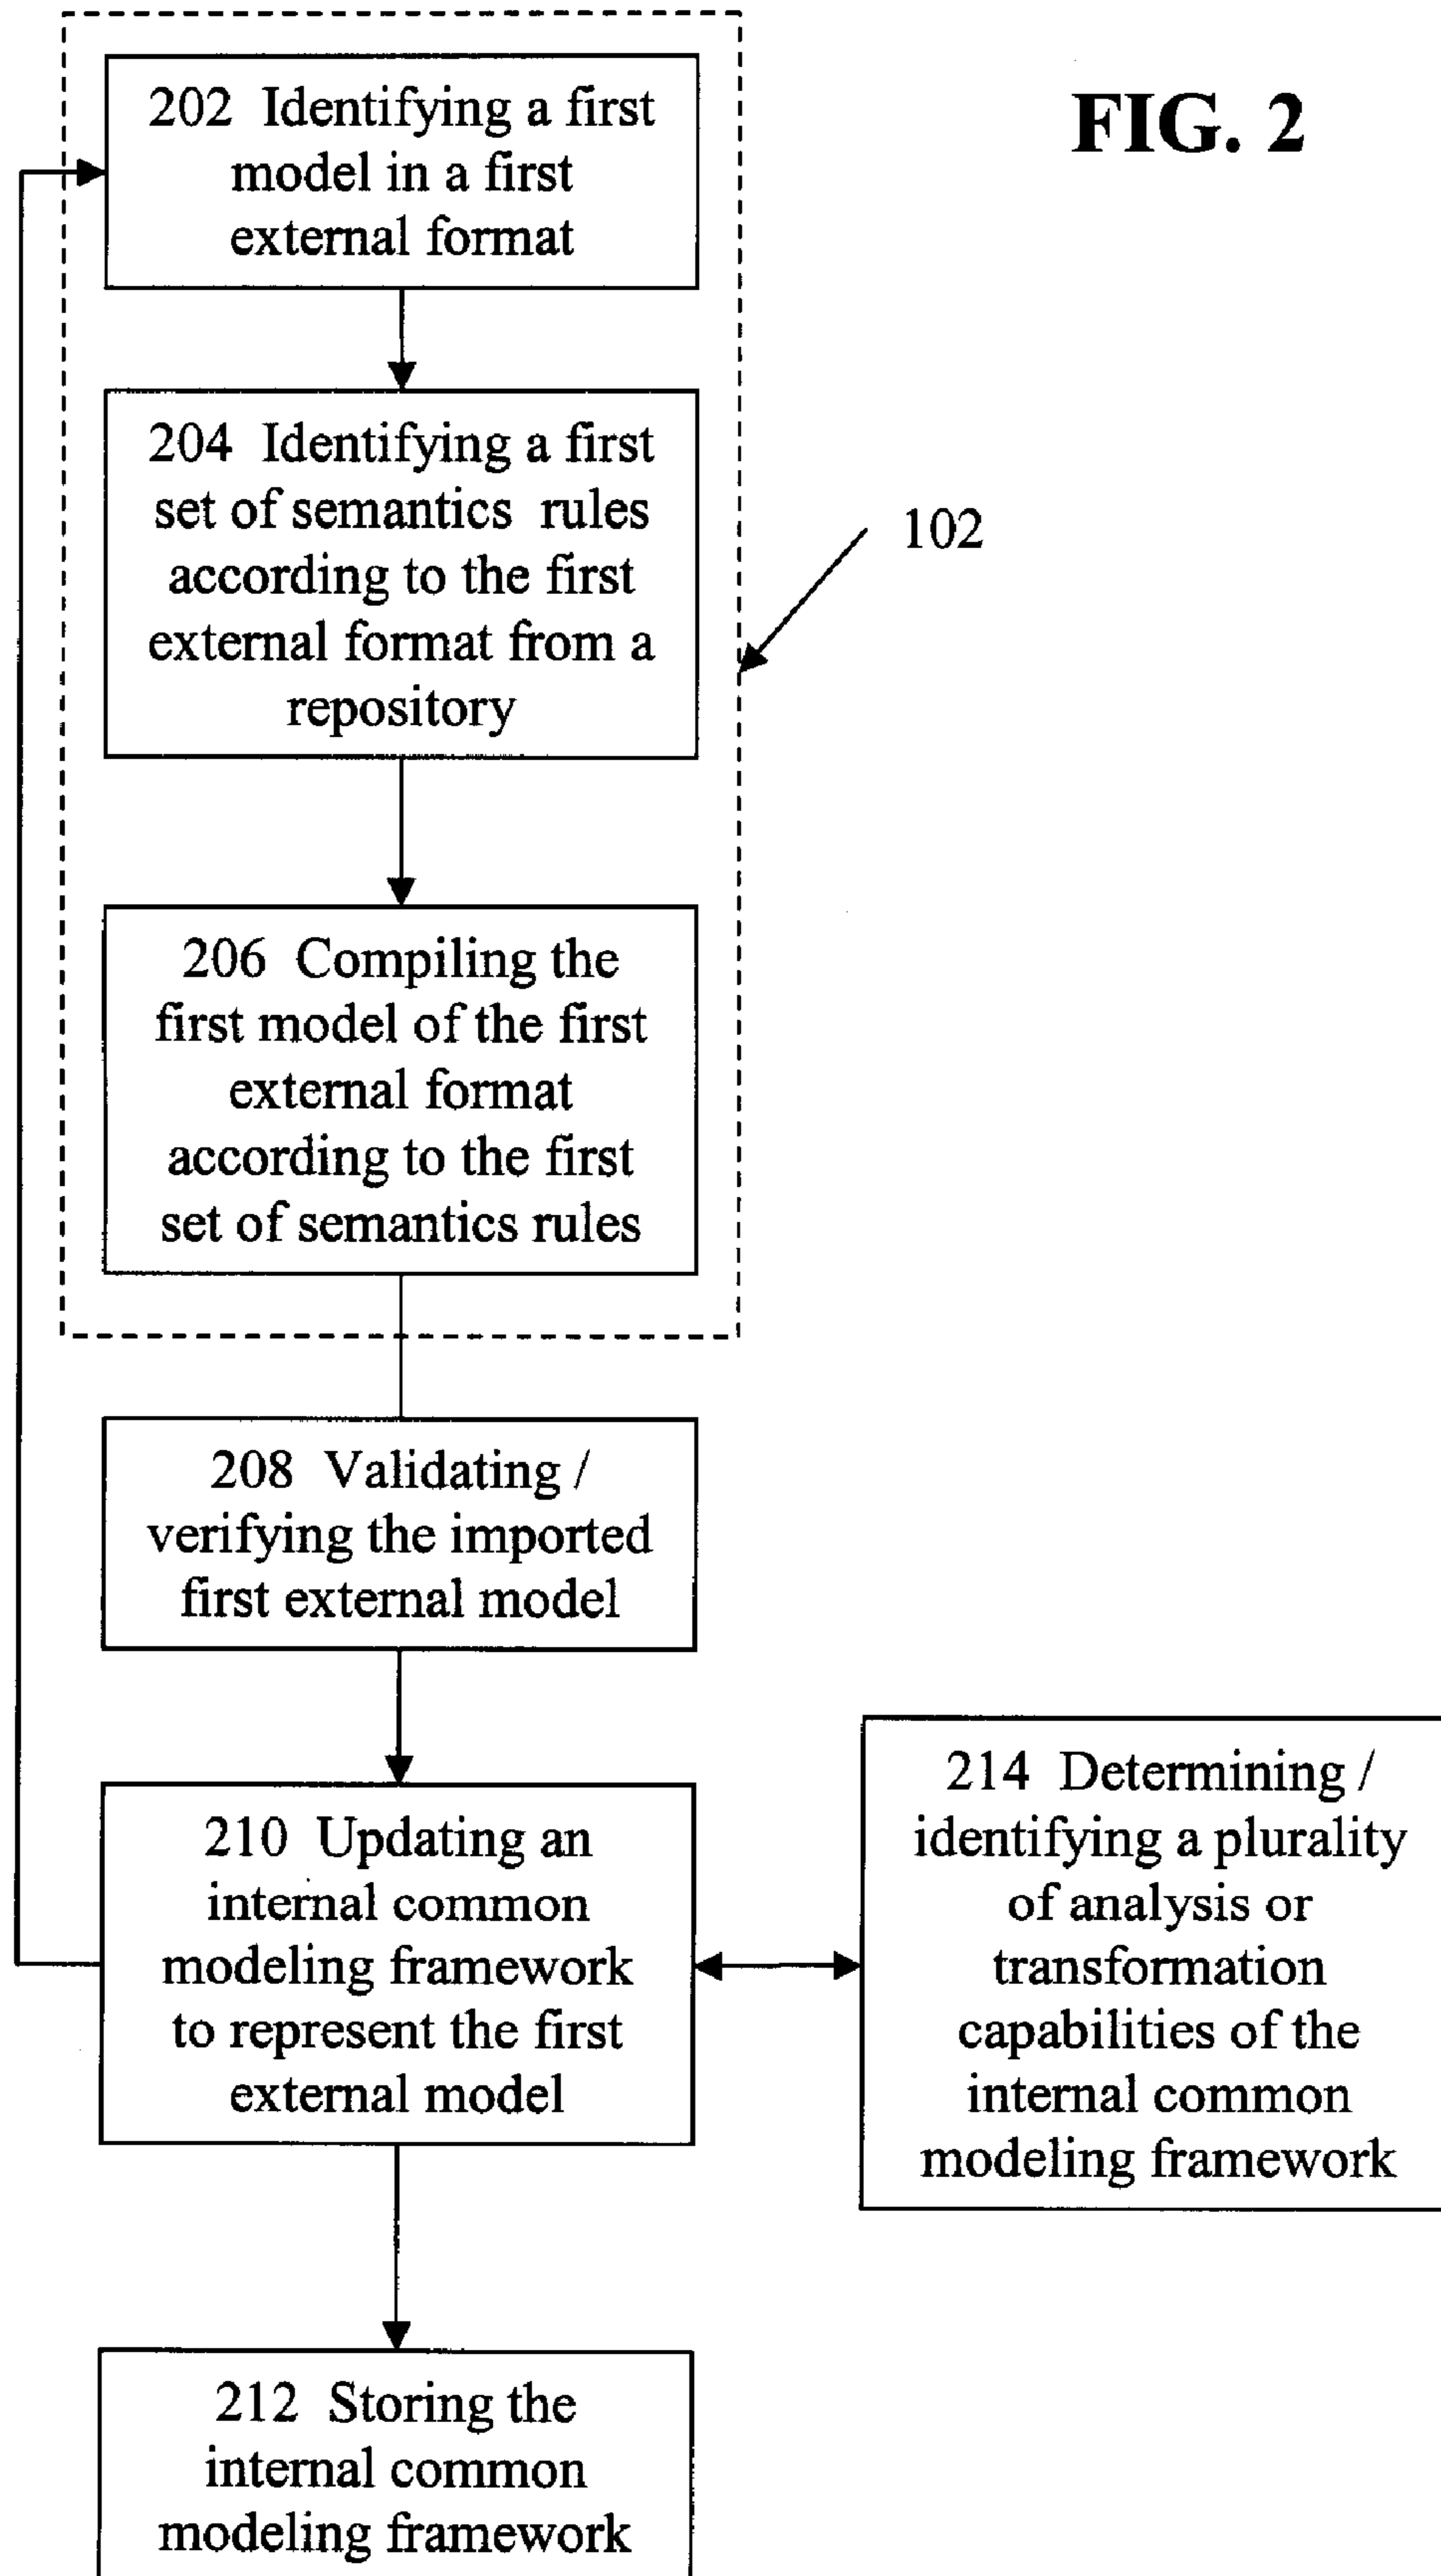 FIG. 2
202 Identifying a first
model in a first
external format
204 Identifying a first
set of semantics rules
according to the first
external format from a
repository
102
206 Compiling the
first model of the first
external format
according to the first
set of semantics rules
208 Validating /
verifying the imported
first external model
210 Updating an
internal common
modeling framework
to represent the first
external model
214 Determining /
identifying a plurality
of analysis or
transformation
capabilities of the
internal common
modeling framework
212 Storing the
internal common
modeling framework